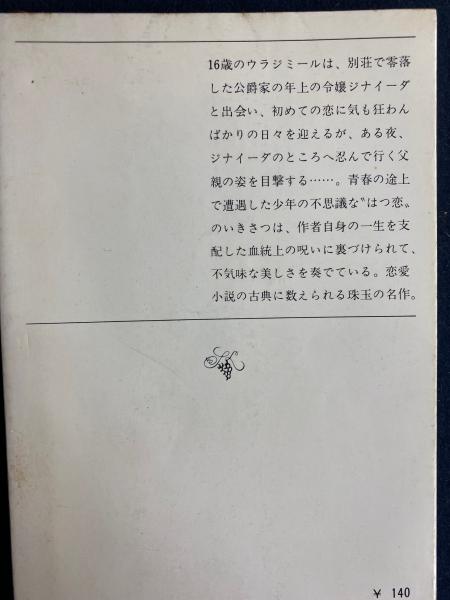 16歳のウラジミールは、別荘で零落
した公爵家の年上の令嬢ジナイーダ
と出会い、初めての恋に気も狂わん
ばかりの日々を迎えるが、ある夜、
ジナイーダのところへ忍んで行く父
親の姿を目撃する……。青春の途上
で遭遇した少年の不思議な〝はつ恋〟
のいきさつは、作者自身の一生を支
配した血統上の呪いに裏づけられて、
不気味な美しさを奏でている。恋愛
小説の古典に数えられる珠玉の名作。
¥ 140